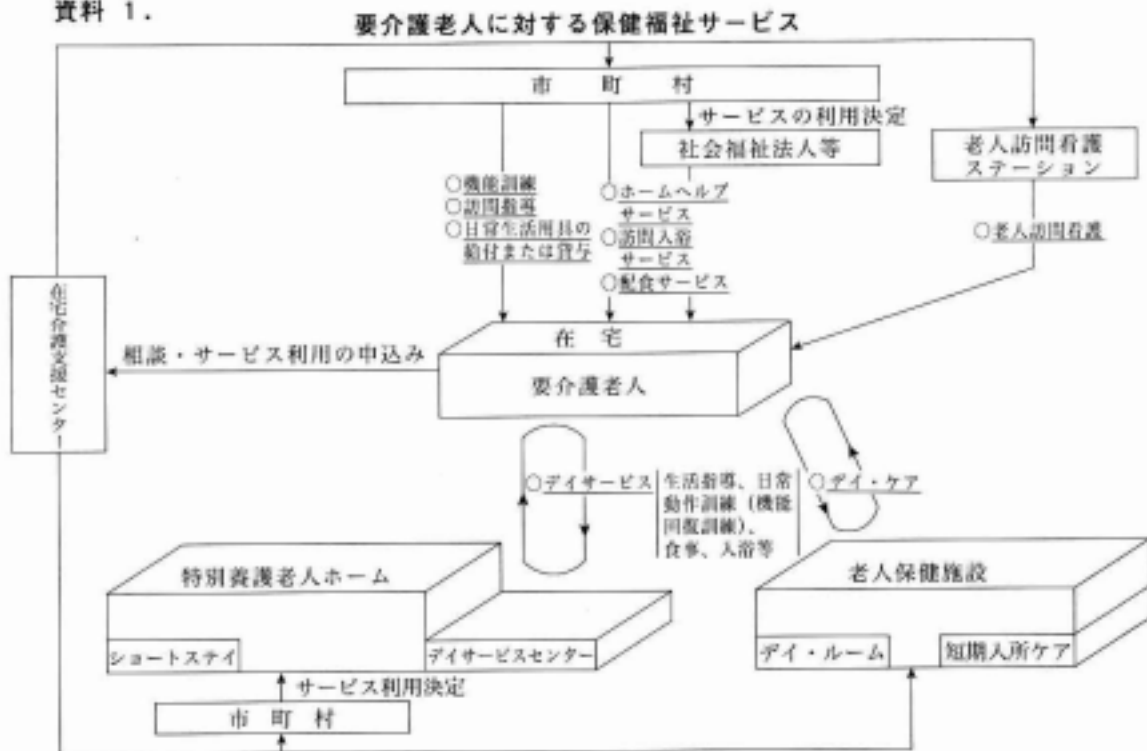 資料 1.
要介護老人に対する保健福祉サービス
市町村
サービスの利用決定
社会福祉法人等
老人訪問看護
ステーション
○機能訓練
○訪問指導
○日常生活用具の
給付または貸与
○ホームヘルプ
サービス
○訪問入浴
サービス
○配食サービス
○老人訪問看護
在宅介護支援センター
相談・サービス利用の申込み
在宅
要介護老人
○デイサービス
生活指導、日常
動作訓練（機能
回復訓練）、
食事、入浴等
○デイ・ケア
特別養護老人ホーム
ショートステイ
デイサービスセンター
老人保健施設
デイ・ルーム
短期入所ケア
サービス利用決定
市町村